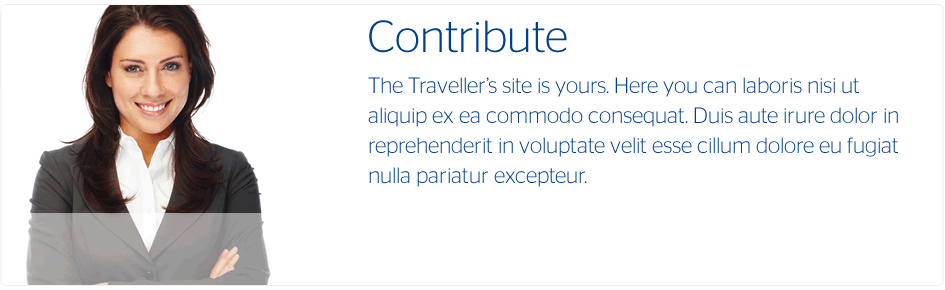 Contribute
The Traveller’s site is yours. Here you can laboris nisi ut
aliquip ex ea commodo consequat. Duis aute irure dolor in
reprehenderit in voluptate velit esse cillum dolore eu fugiat
nulla pariatur excepteur.